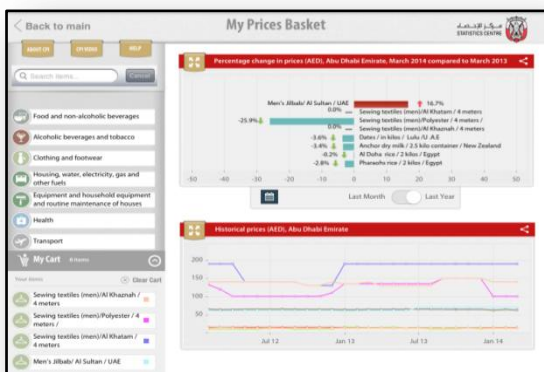 Back to main
My Prices Basket
مركز الإحصاء
STATISTICS CENTRE
ABOUT US
OPTIONS
HELP
Search items...
Cancel
Food and non-alcoholic beverages
Alcoholic beverages and tobacco
Clothing and footwear
Housing, water, electricity, gas and
other fuels
Equipment and household equipment
and routine maintenance of houses
Health
Transport
My Cart
8 items
Your items
Clear Cart
Sewing textiles (men)/Al Khaznah /
4 meters
Sewing textiles (men)/Polyester / 4
meters /
Sewing textiles (men)/Al Khatam /
4 meters
Men's Jilbab/ Al Sultan / UAE
Percentage change in prices (AED), Abu Dhabi Emirate, March 2014 compared to March 2013
Men's Jilbab/ Al Sultan / UAE
16.7%
0.0%
Sewing textiles (men)/Al Khatam / 4 meters
-25.9%
Sewing textiles (men)/Polyester / 4 meters /
0.0%
Sewing textiles (men)/Al Khaznah / 4 meters
-3.6%
Dates / in kilos / Lulu /U .A.E
-3.4%
Anchor dry milk / 2.5 kilo container / New Zealand
-0.2%
Al Doha rice / 2 kilos / Egypt
-2.8%
Pharaohs rice / 2 kilos / Egypt
-50 -40 -30 -20 -10 0 10 20 30 40 50
Last Month
Last Year
Historical prices (AED), Abu Dhabi Emirate
200
150
100
50
Jul 12
Jan 13
Jul 13
Jan 14